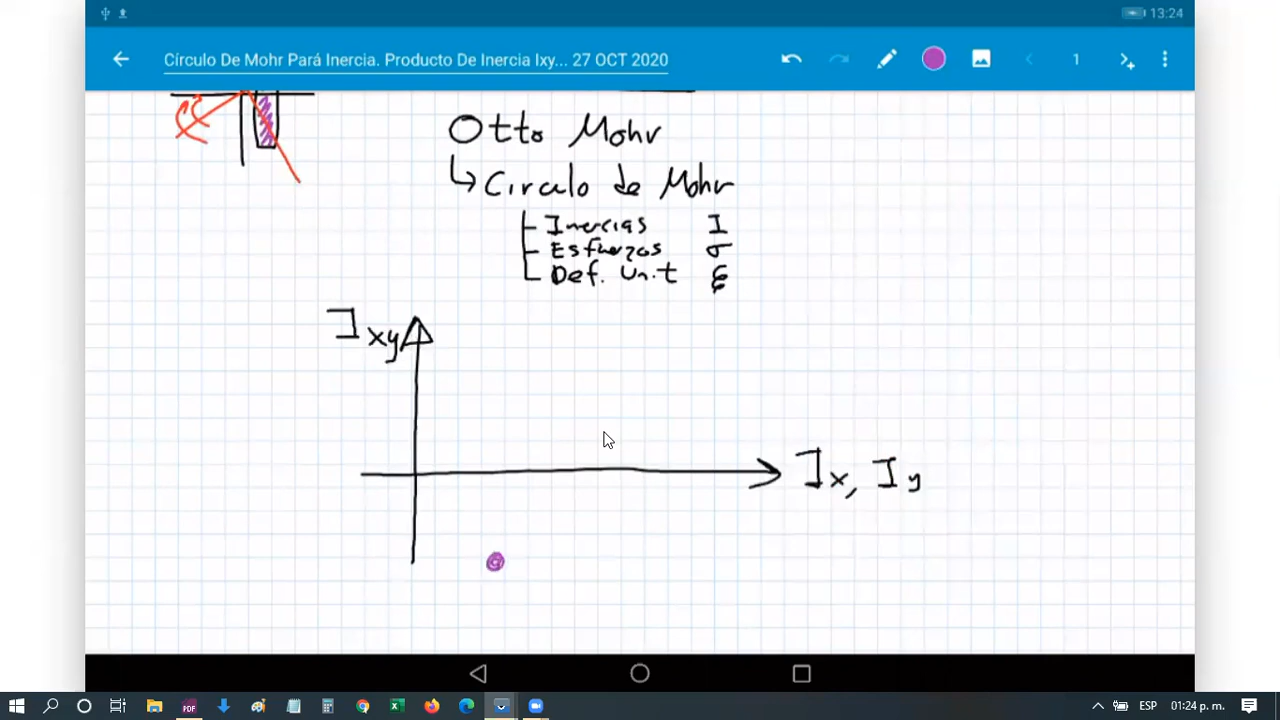 13:24
Círculo De Mohr Pará Inercia. Producto De Inercia Ixy... 27 OCT 2020
1
Otto Mohr
Circulo de Mohr
Inercias I
Esfuerzos σ
Def. Unit ξ
Ixy
Ix, Iy
ESP 01:24 p. m.